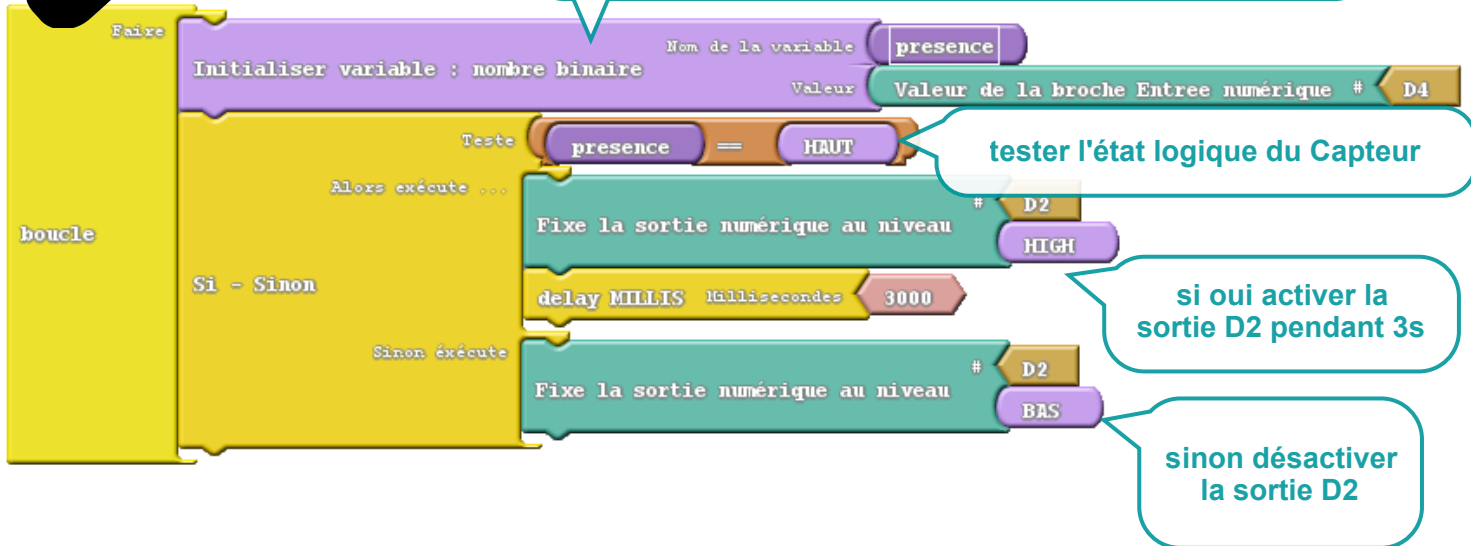 Faire
Initialiser variable : nombre binaire
Nom de la variable
presence
Valeur
Valeur de la broche Entree numérique # D4
boucle
Si - Sinon
Teste
presence == HAUT
tester l'état logique du Capteur
Alors exécute ...
Fixe la sortie numérique au niveau
# D2
HIGH
delay MILLIS Millisecondes 3000
si oui activer la
sortie D2 pendant 3s
Sinon éxécute
Fixe la sortie numérique au niveau
# D2
BAS
sinon désactiver
la sortie D2